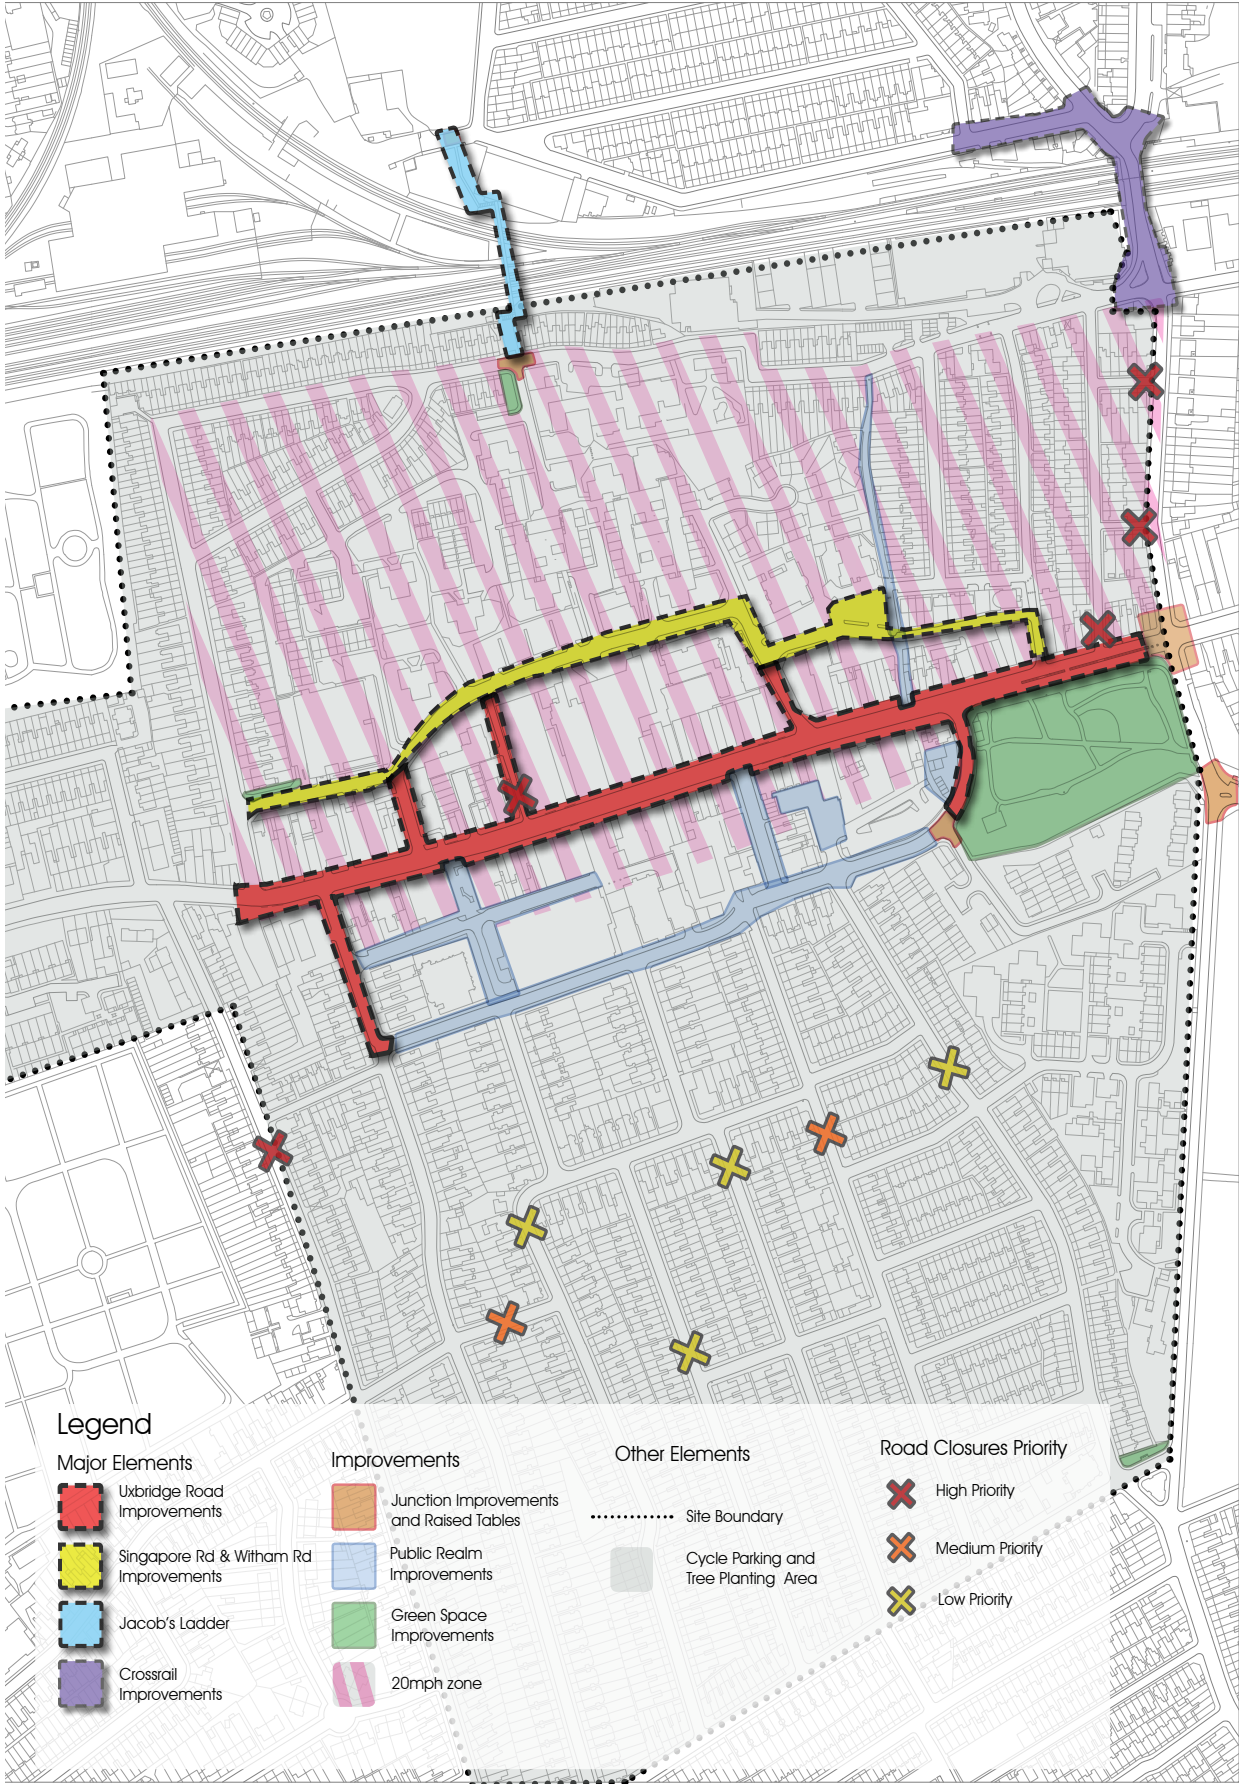 Legend
Major Elements
Uxbridge Road
Improvements
Singapore Rd & Witham Rd
Improvements
Jacob's Ladder
Crossrail
Improvements
Improvements
Junction Improvements
and Raised Tables
Public Realm
Improvements
Green Space
Improvements
20mph zone
Other Elements
Site Boundary
Cycle Parking and
Tree Planting Area
Road Closures Priority
High Priority
Medium Priority
Low Priority